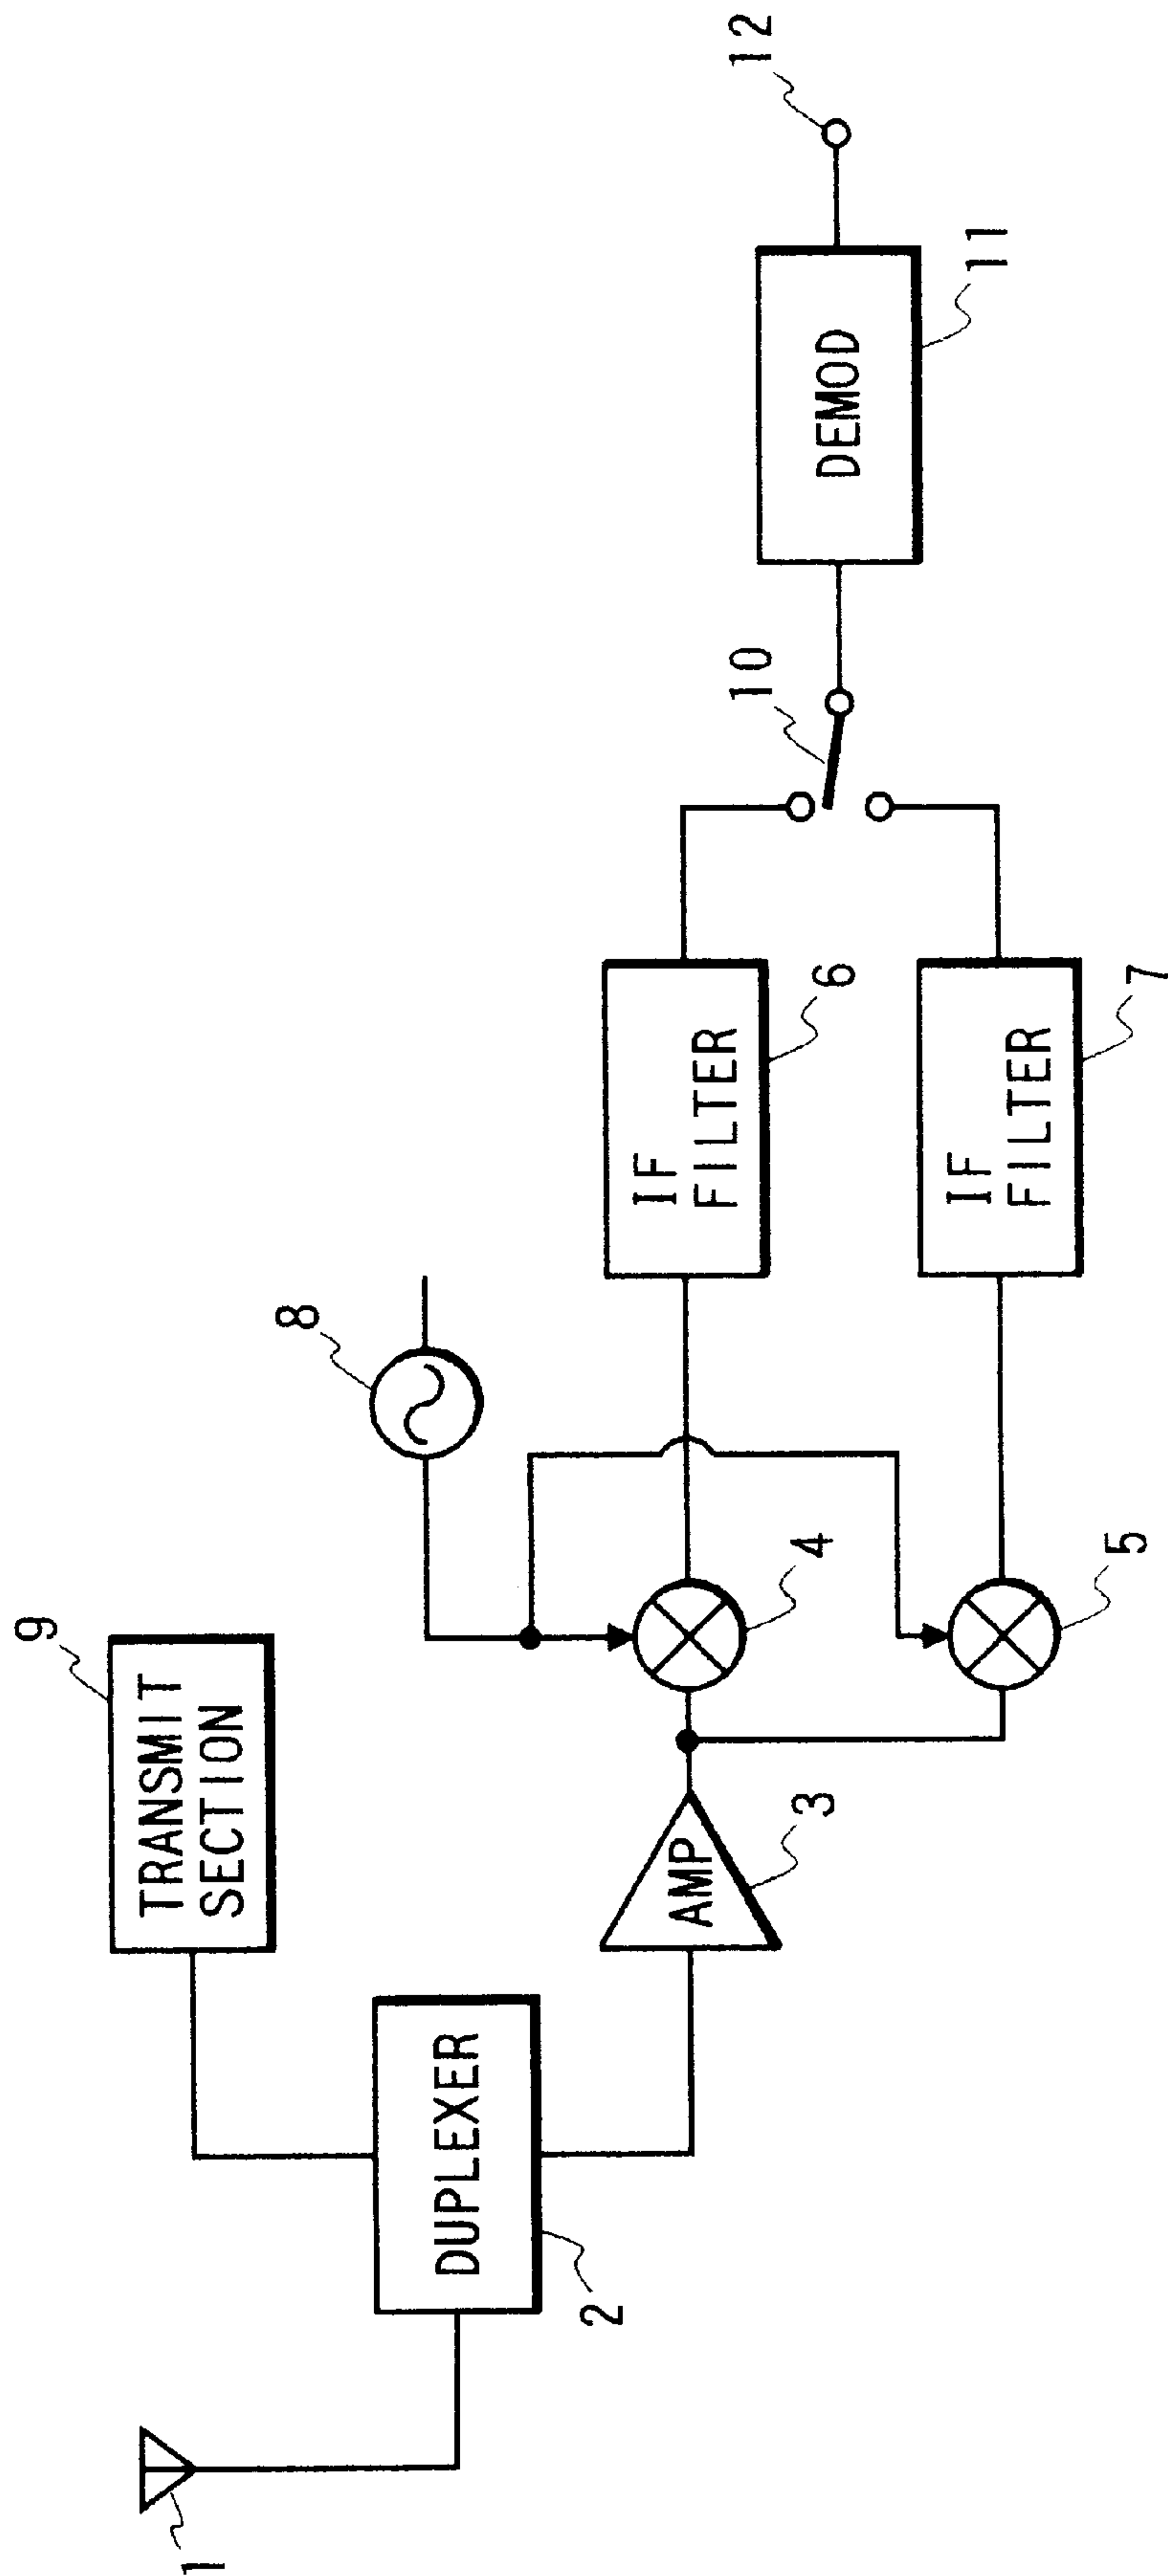 1
DUPLEXER
2
TRANSMIT
SECTION
9
AMP
3
4
5
8
IF
FILTER
6
IF
FILTER
7
10
DEMOD
11
12